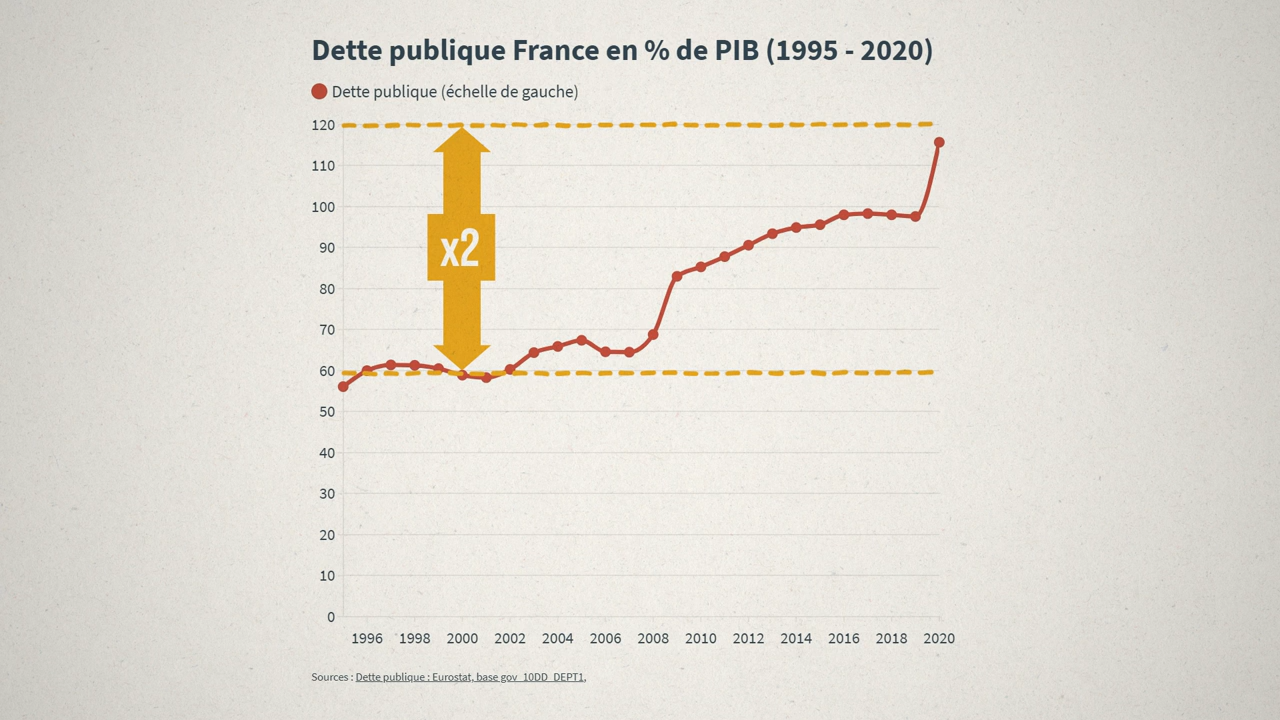 Dette publique France en % de PIB (1995 - 2020)
Dette publique (échelle de gauche)
120
110
100
90
80
70
60
50
40
30
20
10
0
x2
1996 1998 2000 2002 2004 2006 2008 2010 2012 2014 2016 2018 2020
Sources : Dette publique : Eurostat, base gov_10DD_DEPT1,